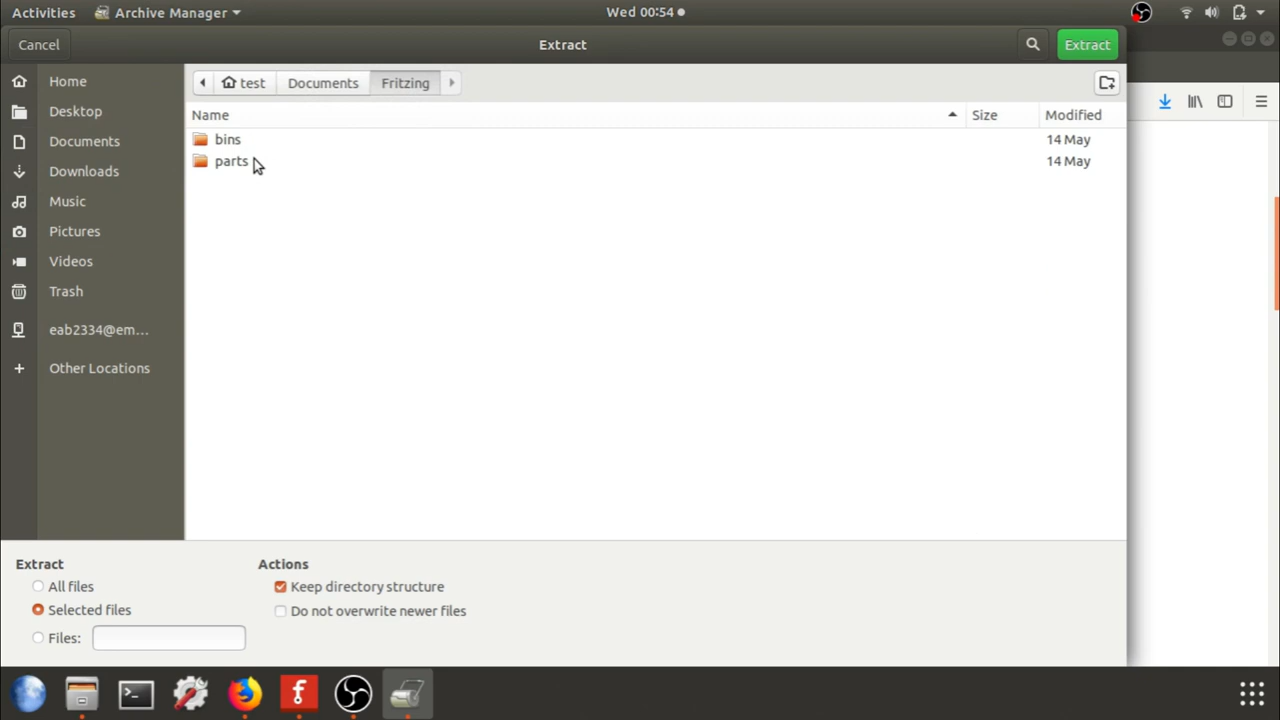 Activities Archive Manager Wed 00:54
Cancel Extract Extract
Home test Documents Fritzing
Desktop Name Size Modified
Documents bins 14 May
Downloads parts 14 May
Music
Pictures
Videos
Trash
eab2334@em...
Other Locations
Extract Actions
All files Keep directory structure
Selected files Do not overwrite newer files
Files: